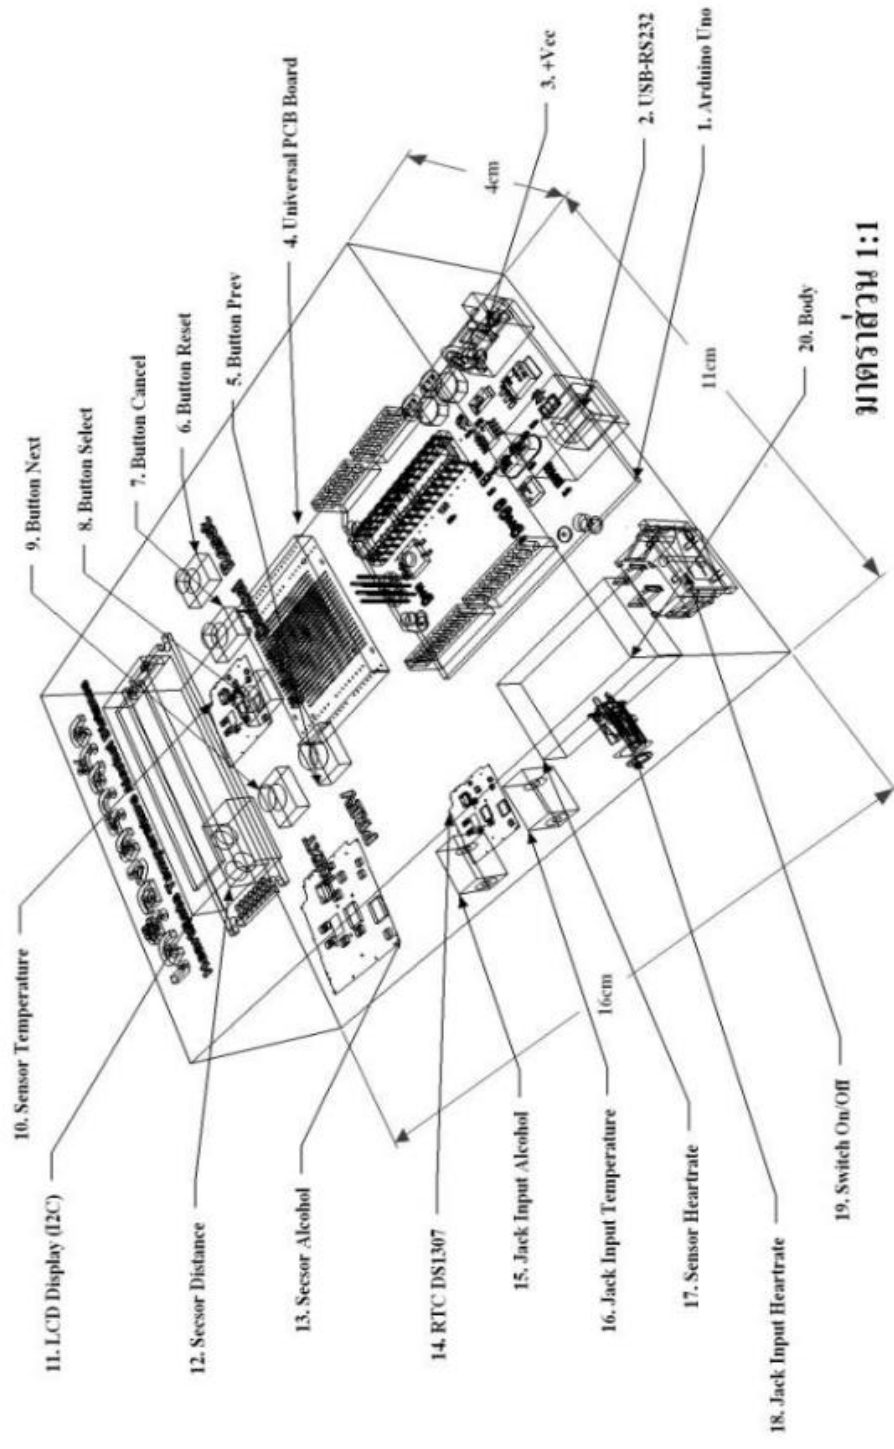 1. Arduino Uno
2. USB-RS232
3. +Vcc
4. Universal PCB Board
5. Button Prev
6. Button Reset
7. Button Cancel
8. Button Select
9. Button Next
10. Sensor Temperature
11. LCD Display (I2C)
12. Secsor Distance
13. Secsor Alcohol
14. RTC DS1307
15. Jack Input Alcohol
16. Jack Input Temperature
17. Sensor Heartrate
18. Jack Input Heartrate
19. Switch On/Off
20. Body
4cm
11cm
16cm
มาตราส่วน 1:1